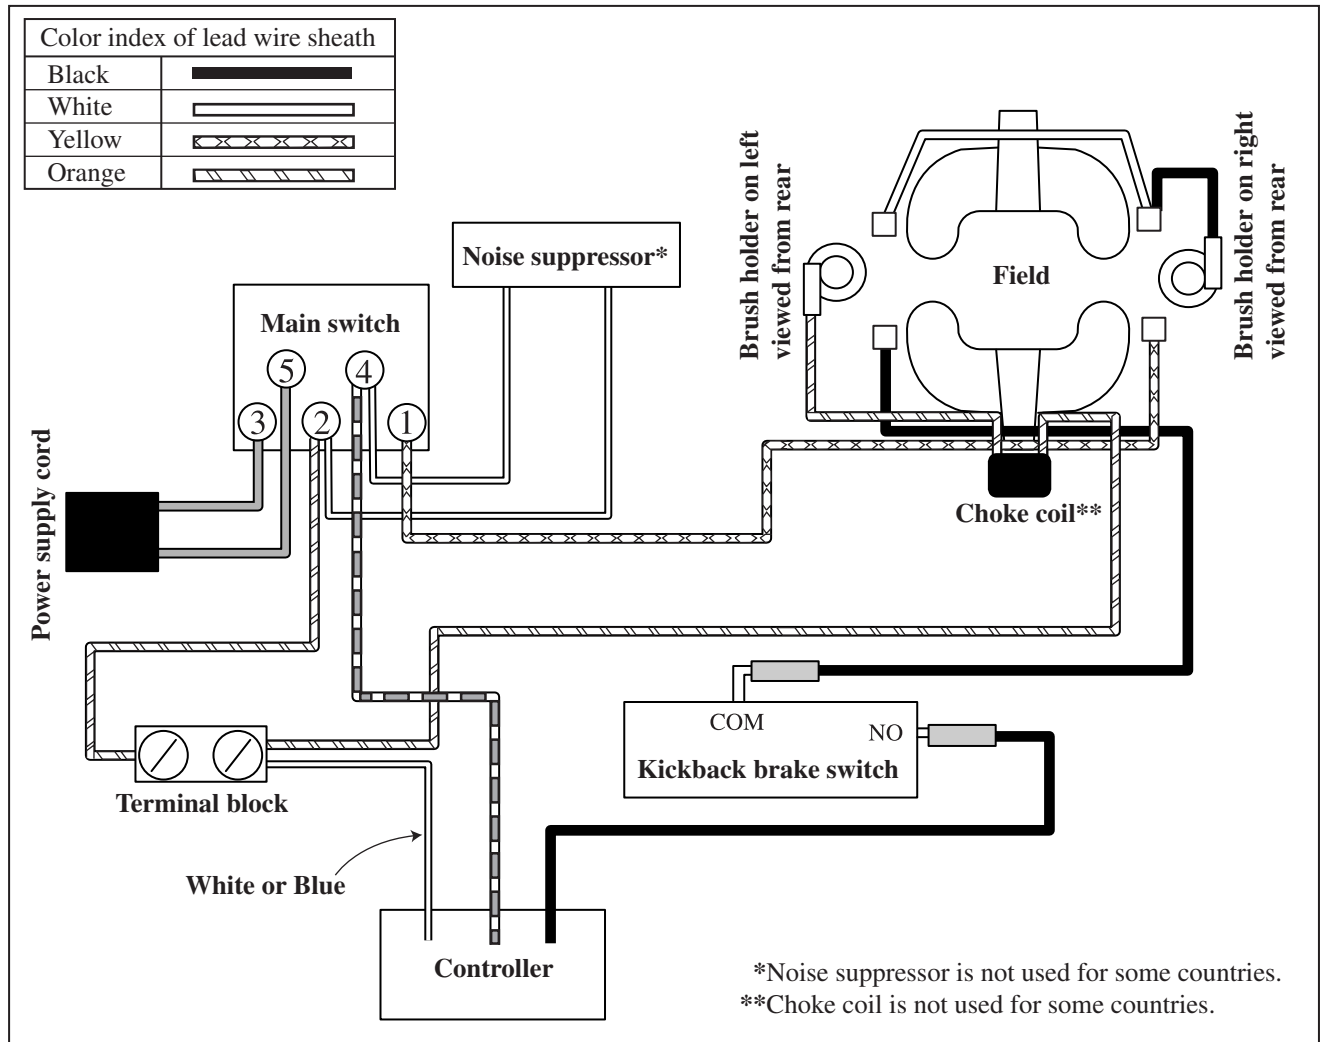 Color index of lead wire sheath
Black
White
Yellow
Orange
Noise suppressor*
Main switch
5
4
3
2
1
Power supply cord
Brush holder on left
viewed from rear
Field
Brush holder on right
viewed from rear
Choke coil**
COM
NO
Kickback brake switch
Terminal block
White or Blue
Controller
*Noise suppressor is not used for some countries.
**Choke coil is not used for some countries.